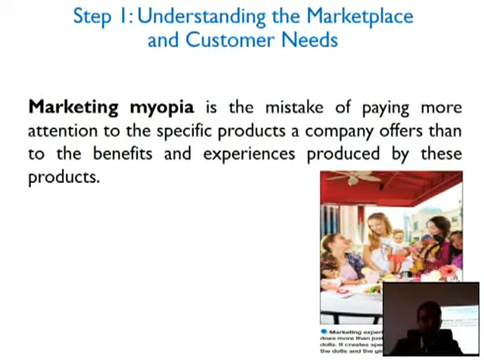 Step 1: Understanding the Marketplace
and Customer Needs
Marketing myopia is the mistake of paying more
attention to the specific products a company offers than
to the benefits and experiences produced by these
products.
Marketing
does more than just
dolls. It creates
the dolls and the